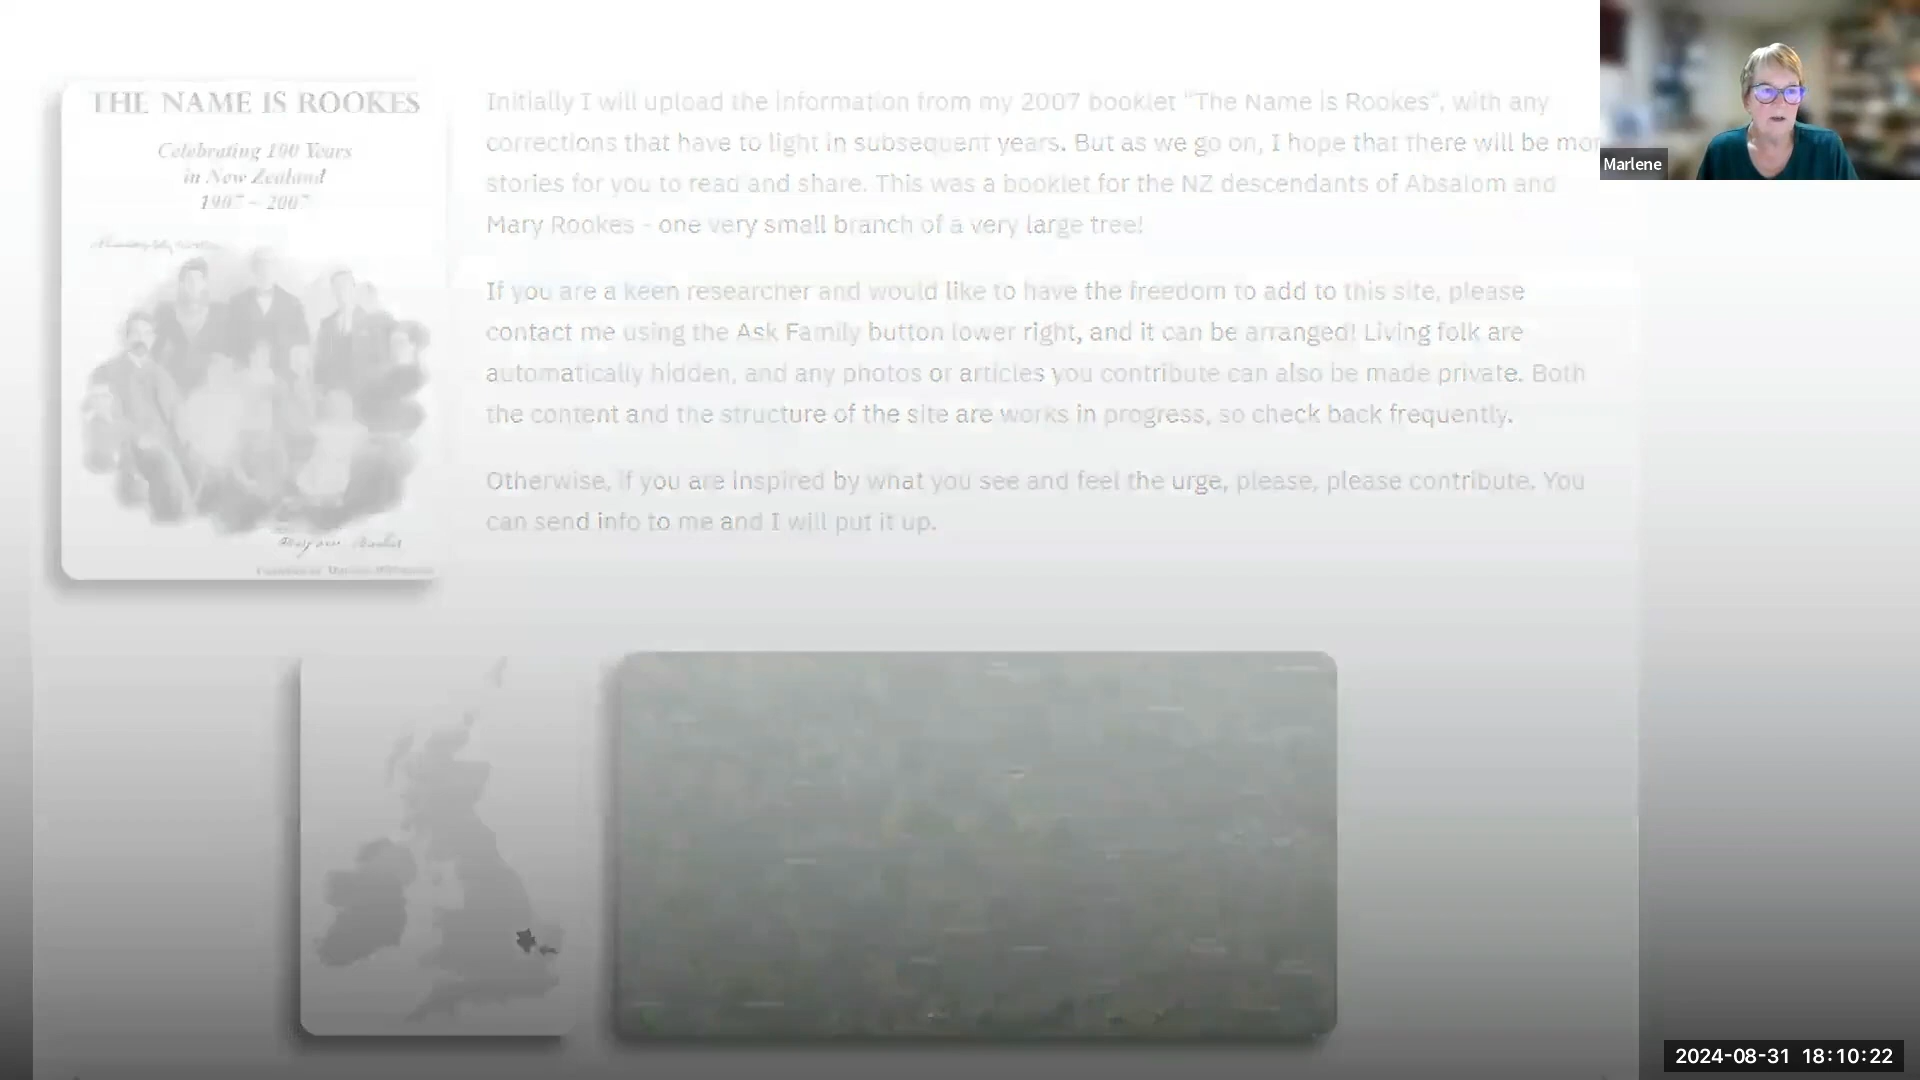 THE NAME IS ROOKES
Celebrating 100 Years
in New Zealand
1907 ~ 2007
Initially I will upload the information from my 2007 booklet "The Name is Rookes", with any
corrections that have to light in subsequent years. But as we go on, I hope that there will be mor
stories for you to read and share. This was a booklet for the NZ descendants of Absalom and
Mary Rookes - one very small branch of a very large tree!
If you are a keen researcher and would like to have the freedom to add to this site, please
contact me using the Ask Family button lower right, and it can be arranged! Living folk are
automatically hidden, and any photos or articles you contribute can also be made private. Both
the content and the structure of the site are works in progress, so check back frequently.
Otherwise, if you are inspired by what you see and feel the urge, please, please contribute. You
can send info to me and I will put it up.
Marlene
2024-08-31 18:10:22